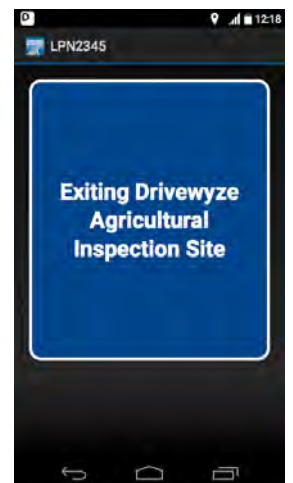 D
12:18
LPN2345
Exiting Drivewyze
Agricultural
Inspection Site